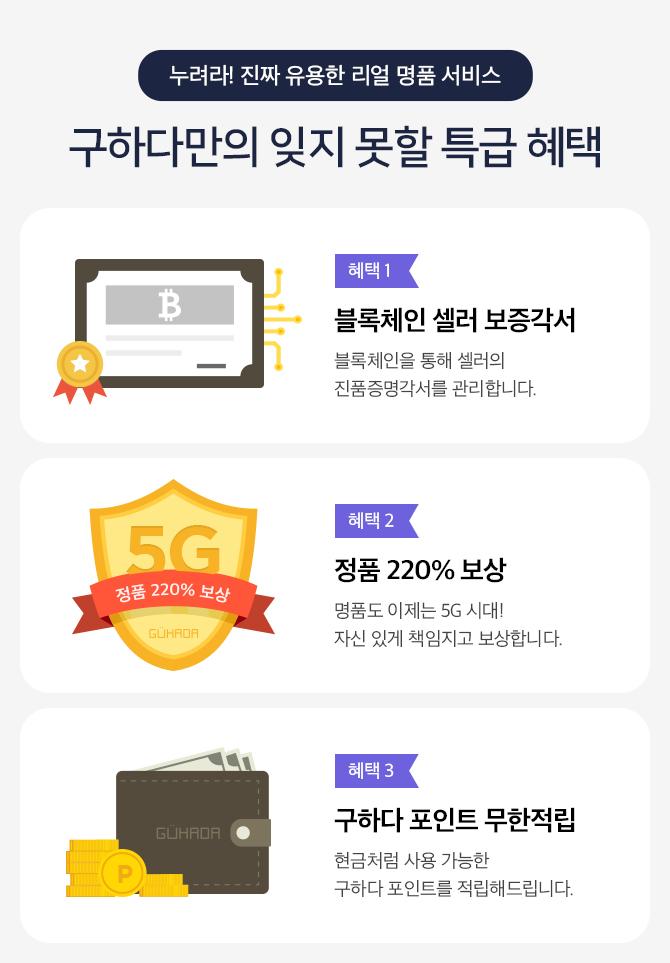 누려라! 진짜 유용한 리얼 명품 서비스
구하다만의 잊지 못할 특급 혜택
혜택 1
블록체인 셀러 보증각서
블록체인을 통해 셀러의
진품증명각서를 관리합니다.
5G
정품 220% 보상
GÜHADA
혜택 2
정품 220% 보상
명품도 이제는 5G 시대!
자신 있게 책임지고 보상합니다.
GÜHADA
P
혜택 3
구하다 포인트 무한적립
현금처럼 사용 가능한
구하다 포인트를 적립해드립니다.